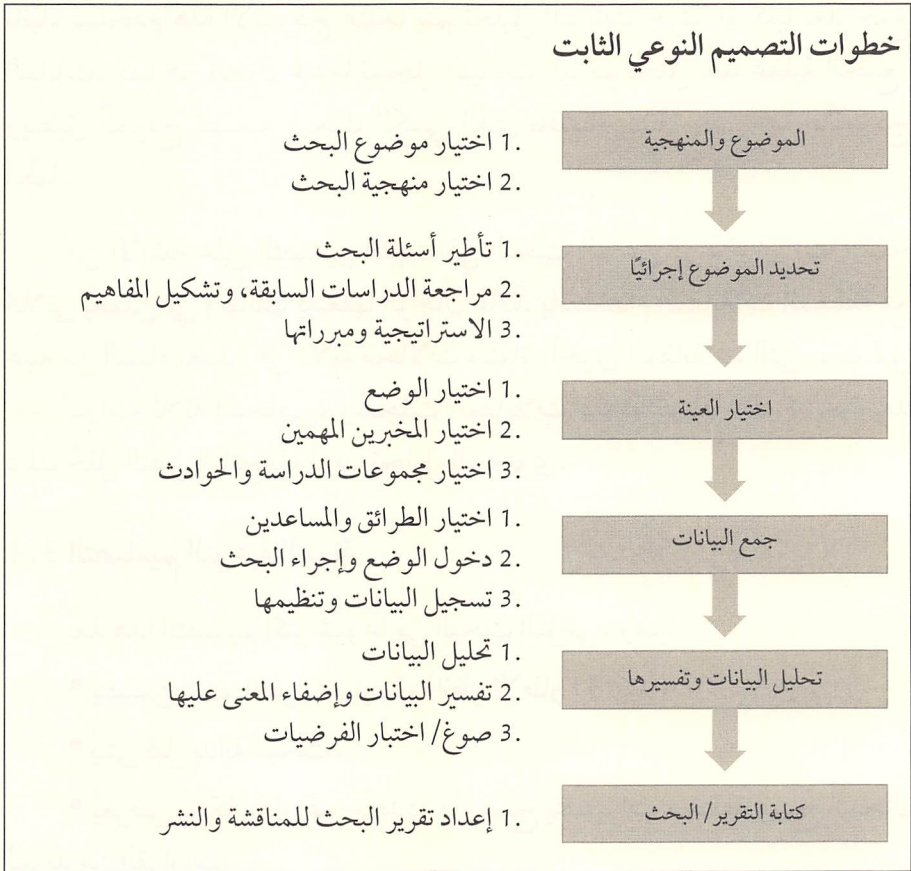 خطوات التصميم النوعي الثابت
الموضوع والمنهجية
1. اختيار موضوع البحث
2. اختيار منهجية البحث
تحديد الموضوع إجرائيًا
1. تأطير أسئلة البحث
2. مراجعة الدراسات السابقة، وتشكيل المفاهيم
3. الاستراتيجية ومبرراتها
اختيار العينة
1. اختيار الوضع
2. اختيار المخبرين المهمين
3. اختيار مجموعات الدراسة والحوادث
جمع البيانات
1. اختيار الطرائق والمساعدين
2. دخول الوضع وإجراء البحث
3. تسجيل البيانات وتنظيمها
تحليل البيانات وتفسيرها
1. تحليل البيانات
2. تفسير البيانات وإضفاء المعنى عليها
3. صوغ/ اختبار الفرضيات
كتابة التقرير/ البحث
1. إعداد تقرير البحث للمناقشة والنشر